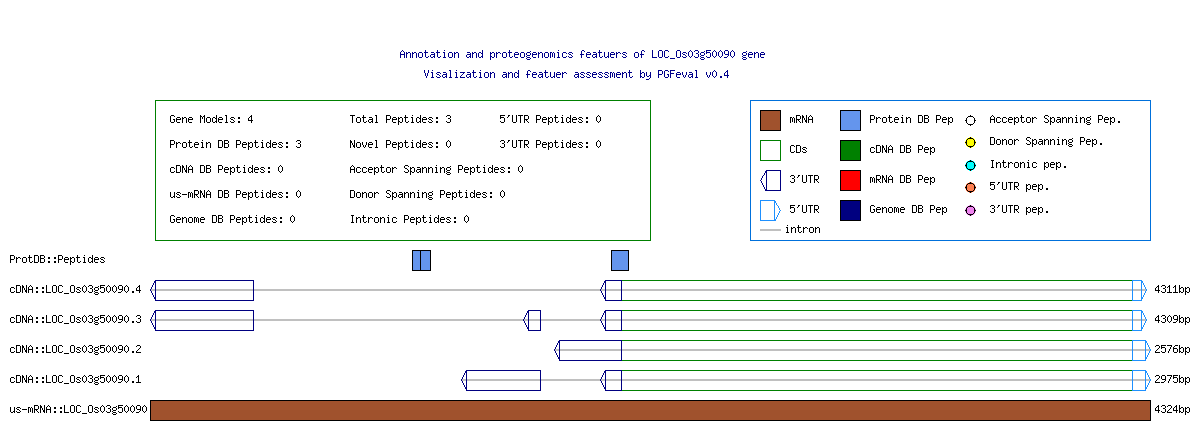 Annotation and proteogenomics featuers of LOC_Os03g50090 gene
Visalization and featuer assessment by PGFeval v0.4
Gene Models: 4
Total Peptides: 3
5'UTR Peptides: 0
Protein DB Peptides: 3
Novel Peptides: 0
3'UTR Peptides: 0
cDNA DB Peptides: 0
Acceptor Spanning Peptides: 0
us-mRNA DB Peptides: 0
Donor Spanning Peptides: 0
Genome DB Peptides: 0
Intronic Peptides: 0
mRNA
Protein DB Pep
Acceptor Spanning Pep.
CDs
cDNA DB Pep
Donor Spanning Pep.
3'UTR
mRNA DB Pep
Intronic pep.
5'UTR
Genome DB Pep
5'UTR pep.
3'UTR pep.
intron
ProtDB::Peptides
cDNA::LOC_Os03g50090.4
4311bp
cDNA::LOC_Os03g50090.3
4309bp
cDNA::LOC_Os03g50090.2
2576bp
cDNA::LOC_Os03g50090.1
2975bp
us-mRNA::LOC_Os03g50090
4324bp